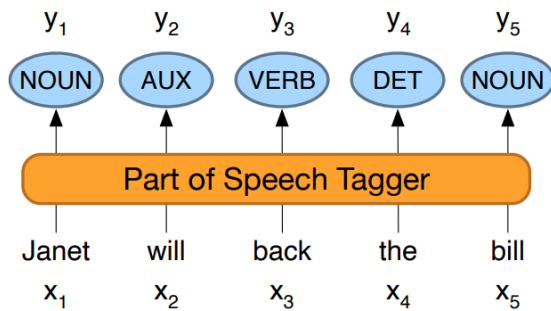 y₁ y₂ y₃ y₄ y₅
NOUN AUX VERB DET NOUN
Part of Speech Tagger
Janet will back the bill
x₁ x₂ x₃ x₄ x₅